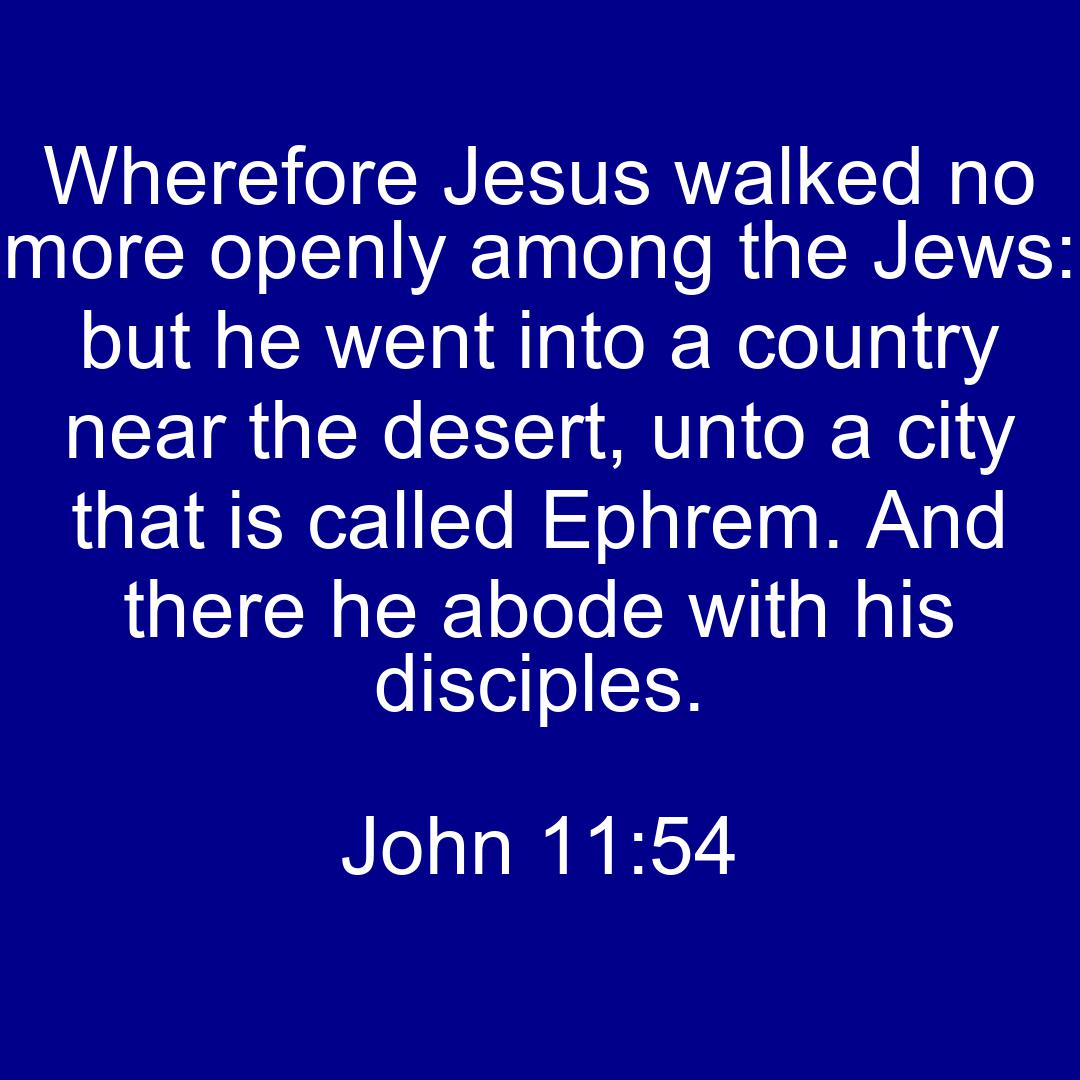 Wherefore Jesus walked no
more openly among the Jews:
but he went into a country
near the desert, unto a city
that is called Ephrem. And
there he abode with his
disciples.
John 11:54